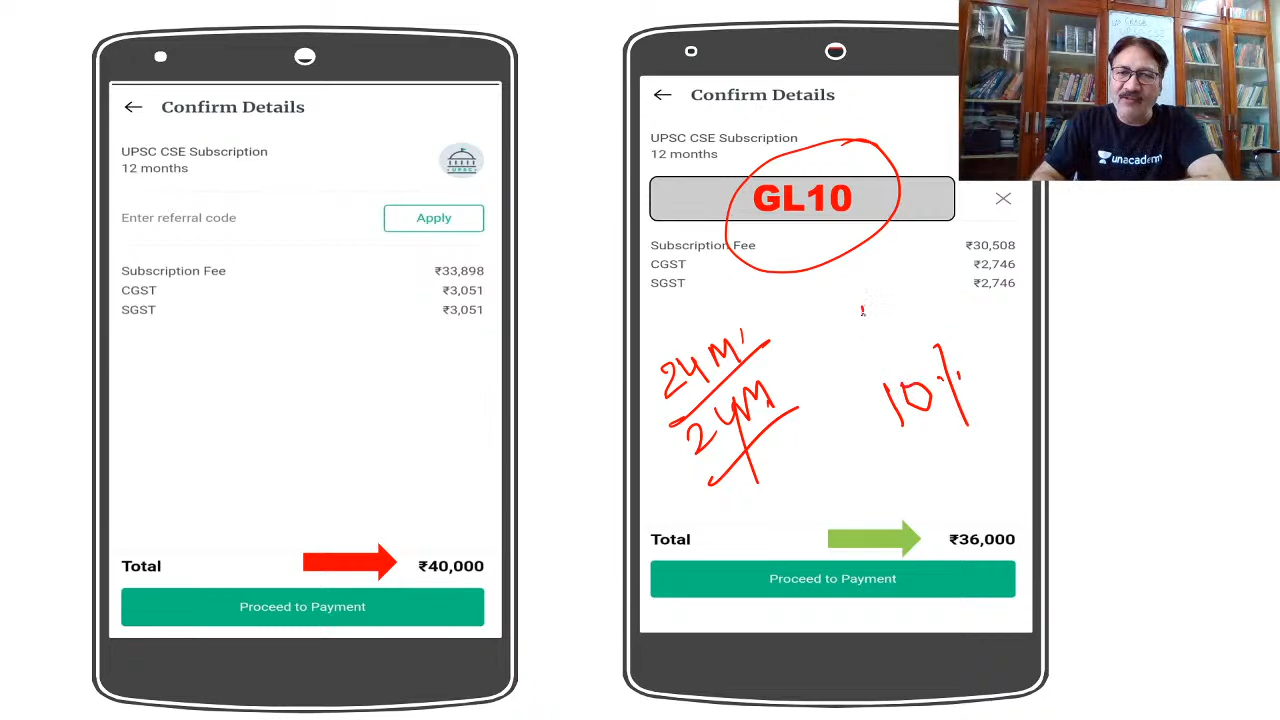 Confirm Details
UPSC CSE Subscription
12 months
UPSC
Enter referral code
Apply
Subscription Fee ₹33,898
CGST ₹3,051
SGST ₹3,051
Total ₹40,000
Proceed to Payment
Confirm Details
UPSC CSE Subscription
12 months
GL10
Subscription Fee ₹30,508
CGST ₹2,746
SGST ₹2,746
24M
24M
10%
Total ₹36,000
Proceed to Payment
unacademy